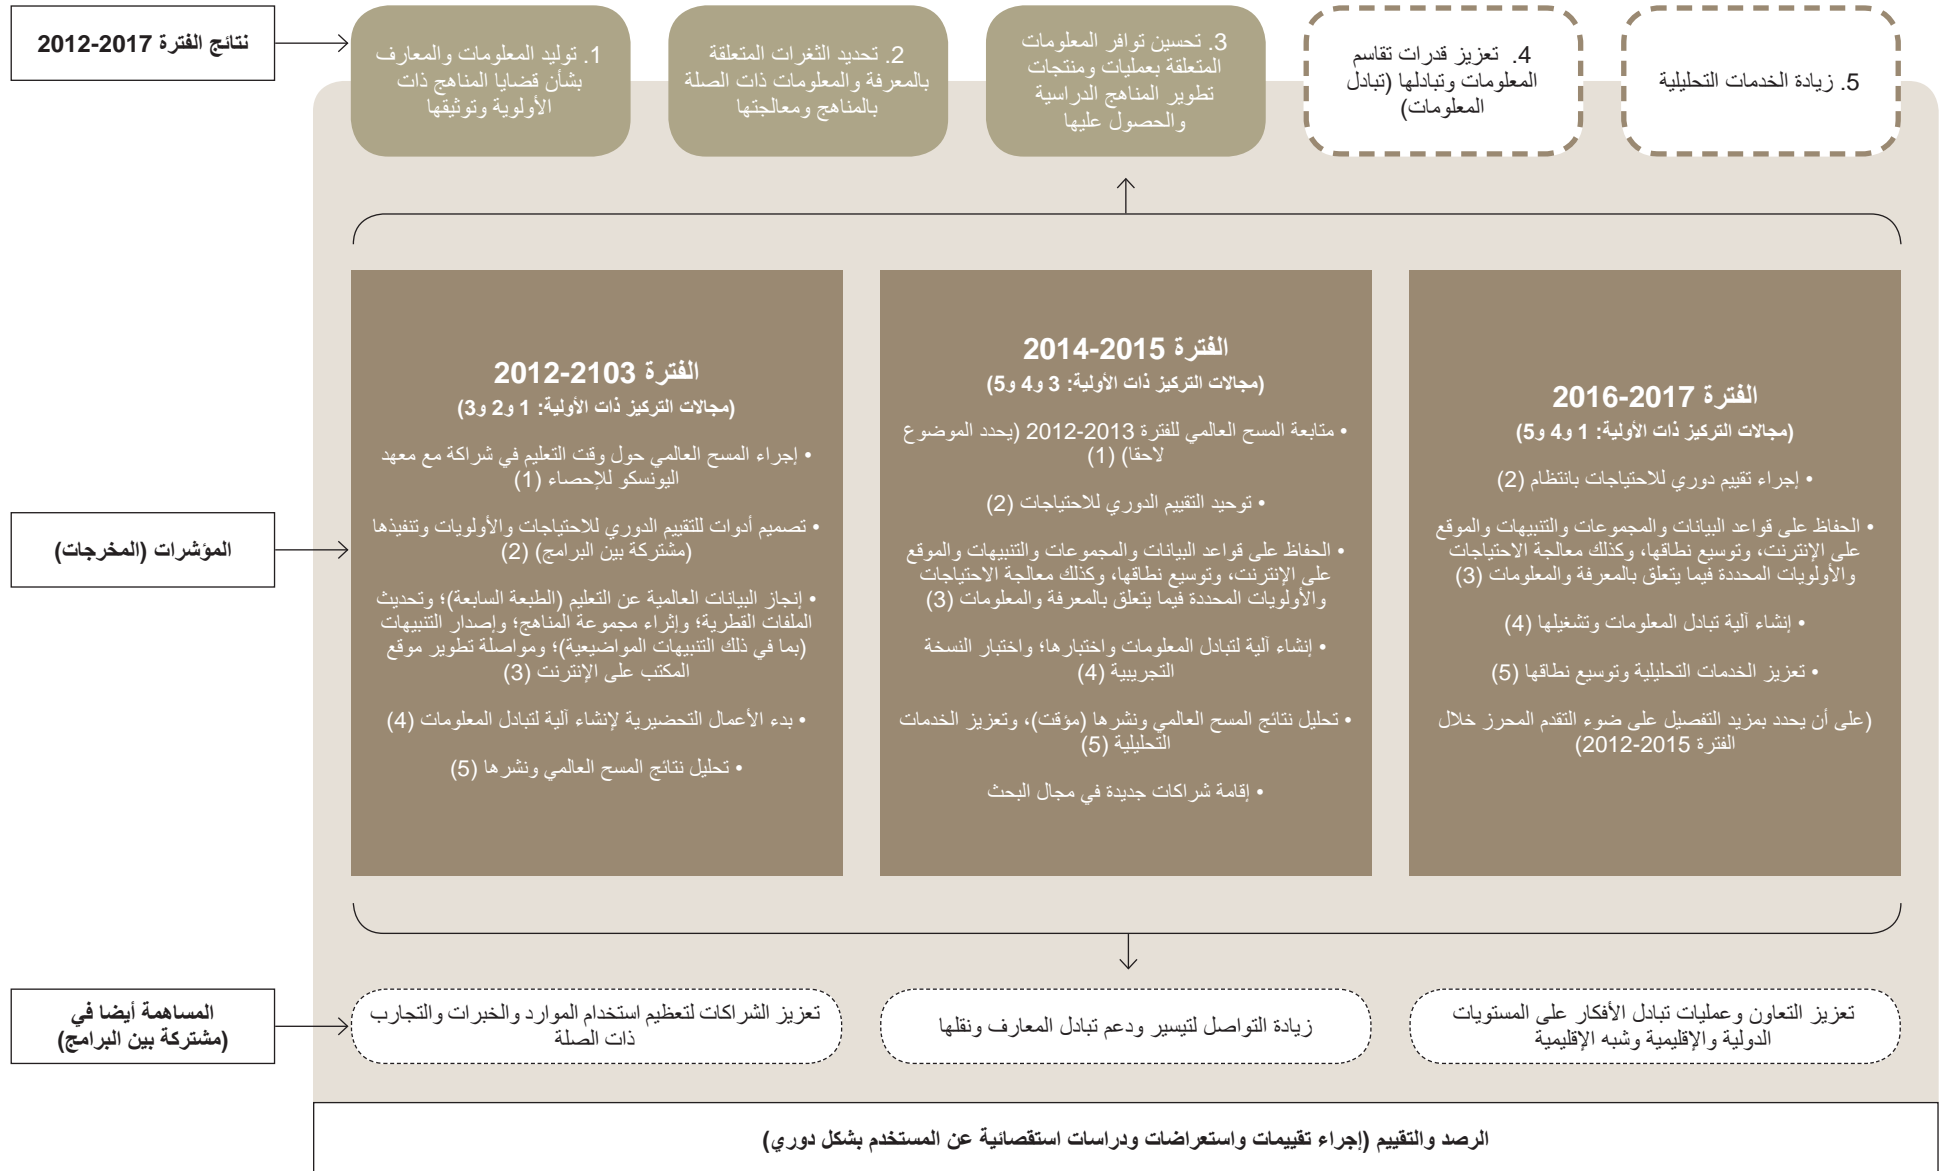 نتائج الفترة 2012-2017
1. توليد المعلومات والمعارف
بشأن قضايا المناهج ذات
الأولوية وتوثيقها
2. تحديد الثغرات المتعلقة
بالمعرفة والمعلومات ذات الصلة
بالمناهج ومعالجتها
3. تحسين توافر المعلومات
المتعلقة بعمليات ومنتجات
تطوير المناهج الدراسية
والحصول عليها
4. تعزيز قدرات تقاسم
المعلومات وتبادلها (تبادل
المعلومات)
5. زيادة الخدمات التحليلية
المؤشرات (المخرجات)
الفترة 2012-2103
(مجالات التركيز ذات الأولية: 1 و2 و3)
• إجراء المسح العالمي حول وقت التعليم في شراكة مع معهد
اليونسكو للإحصاء (1)
• تصميم أدوات للتقييم الدوري للاحتياجات والأولويات وتنفيذها
(مشتركة بين البرامج) (2)
• إنجاز البيانات العالمية عن التعليم (الطبعة السابعة)؛ وتحديث
الملفات القطرية؛ وإثراء مجموعة المناهج؛ وإصدار التنبيهات
(بما في ذلك التنبيهات المواضيعية)؛ ومواصلة تطوير موقع
المكتب على الإنترنت (3)
• بدء الأعمال التحضيرية لإنشاء آلية لتبادل المعلومات (4)
• تحليل نتائج المسح العالمي ونشرها (5)
الفترة 2014-2015
(مجالات التركيز ذات الأولية: 3 و4 و5)
• متابعة المسح العالمي للفترة 2013-2012 (يحدد الموضوع
لاحقا) (1)
• توحيد التقييم الدوري للاحتياجات (2)
• الحفاظ على قواعد البيانات والمجموعات والتنبيهات والموقع
على الإنترنت، وتوسيع نطاقها، وكذلك معالجة الاحتياجات
والأولويات المحددة فيما يتعلق بالمعرفة والمعلومات (3)
• إنشاء آلية لتبادل المعلومات واختبارها؛ واختبار النسخة
التجريبية (4)
• تحليل نتائج المسح العالمي ونشرها (مؤقت)، وتعزيز الخدمات
التحليلية (5)
• إقامة شراكات جديدة في مجال البحث
الفترة 2016-2017
(مجالات التركيز ذات الأولية: 1 و4 و5)
• إجراء تقييم دوري للاحتياجات بانتظام (2)
• الحفاظ على قواعد البيانات والمجموعات والتنبيهات والموقع
على الإنترنت، وتوسيع نطاقها، وكذلك معالجة الاحتياجات
والأولويات المحددة فيما يتعلق بالمعرفة والمعلومات (3)
• إنشاء آلية تبادل المعلومات وتشغيلها (4)
• تعزيز الخدمات التحليلية وتوسيع نطاقها (5)
(على أن يحدد بمزيد التفصيل على ضوء التقدم المحرز خلال
الفترة 2015-2012)
المساهمة أيضا في
(مشتركة بين البرامج)
تعزيز الشراكات لتعظيم استخدام الموارد والخبرات والتجارب
ذات الصلة
زيادة التواصل لتيسير ودعم تبادل المعارف ونقلها
تعزيز التعاون وعمليات تبادل الأفكار على المستويات
الدولية والإقليمية وشبه الإقليمية
الرصد والتقييم (إجراء تقييمات واستعراضات ودراسات استقصائية عن المستخدم بشكل دوري)